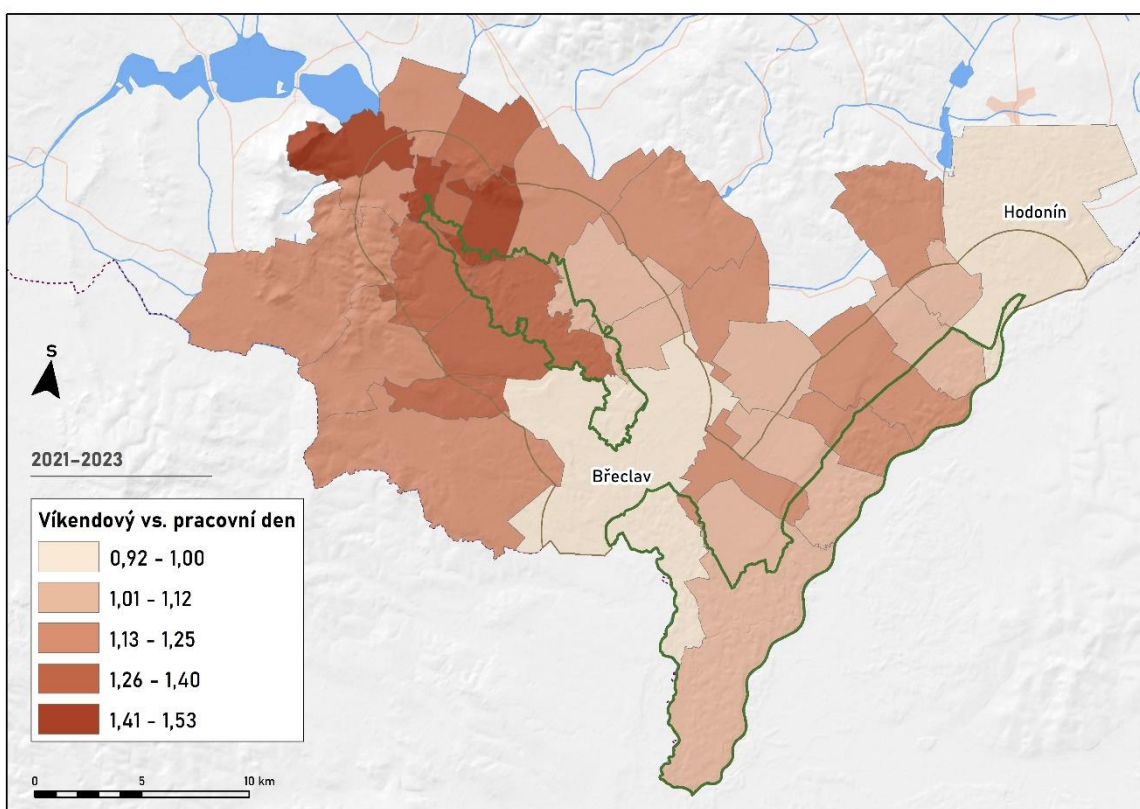 Hodonín
Břeclav
S
2021–2023
Víkendový vs. pracovní den
0,92 – 1,00
1,01 – 1,12
1,13 – 1,25
1,26 – 1,40
1,41 – 1,53
0 5 10 km